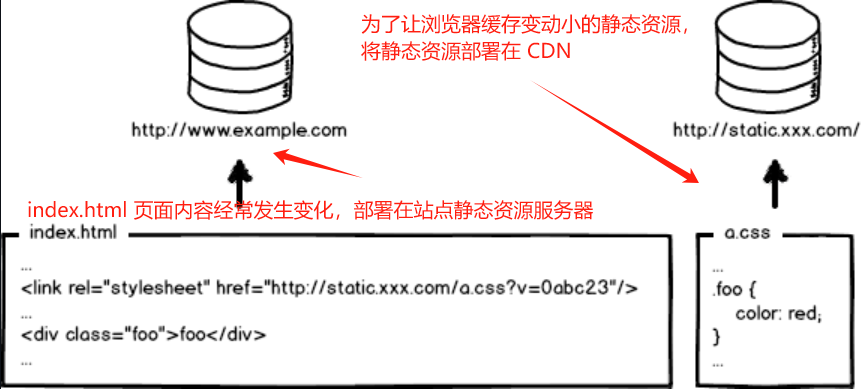 为了让浏览器缓存变动小的静态资源，
将静态资源部署在 CDN
http://www.example.com
http://static.xxx.com/
index.html 页面内容经常发生变化，部署在站点静态资源服务器
index.html
...
<link rel="stylesheet" href="http://static.xxx.com/a.css?v=0abc23"/>
...
<div class="foo">foo</div>
...
a.css
...
.foo {
color: red;
}
...